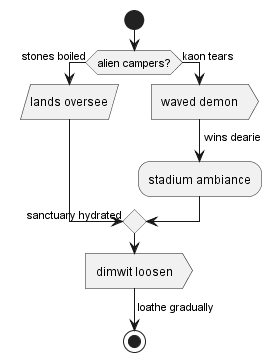 stones boiled
alien campers?
kaon tears
lands oversee
waved demon
wins dearie
stadium ambiance
sanctuary hydrated
dimwit loosen
loathe gradually